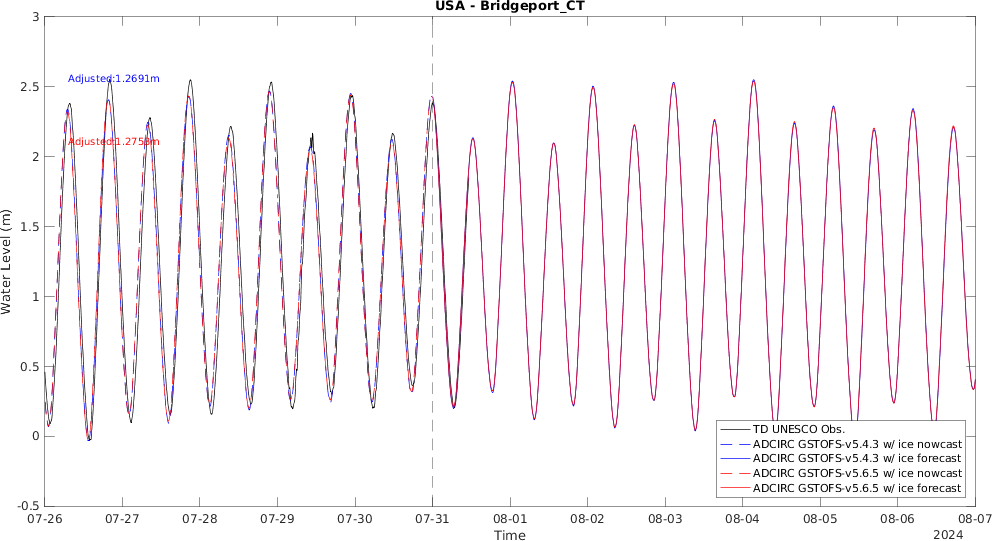 USA - Bridgeport_CT
3
2.5
2
1.5
1
0.5
0
-0.5
Water Level (m)
Adjusted:1.2691m
Adjusted:1.2753m
TD UNESCO Obs.
ADCIRC GSTOFS-v5.4.3 w/ ice nowcast
ADCIRC GSTOFS-v5.4.3 w/ ice forecast
ADCIRC GSTOFS-v5.6.5 w/ ice nowcast
ADCIRC GSTOFS-v5.6.5 w/ ice forecast
07-26 07-27 07-28 07-29 07-30 07-31 08-01 08-02 08-03 08-04 08-05 08-06 08-07
Time
2024